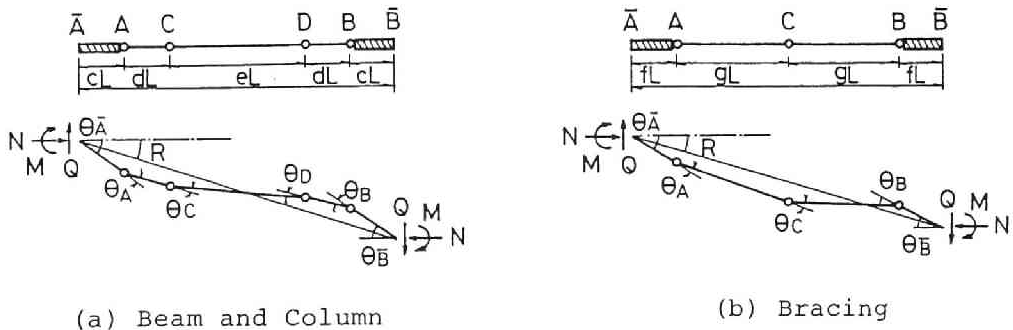 Ā A C D B B̄
cL dL eL dL cL
N M Q θĀ R
θA θC θD θB
Q M N
θB̄
(a) Beam and Column
Ā A C B B̄
fL gL gL fL
N M Q θĀ R
θA θC θB
Q M N
θB̄
(b) Bracing